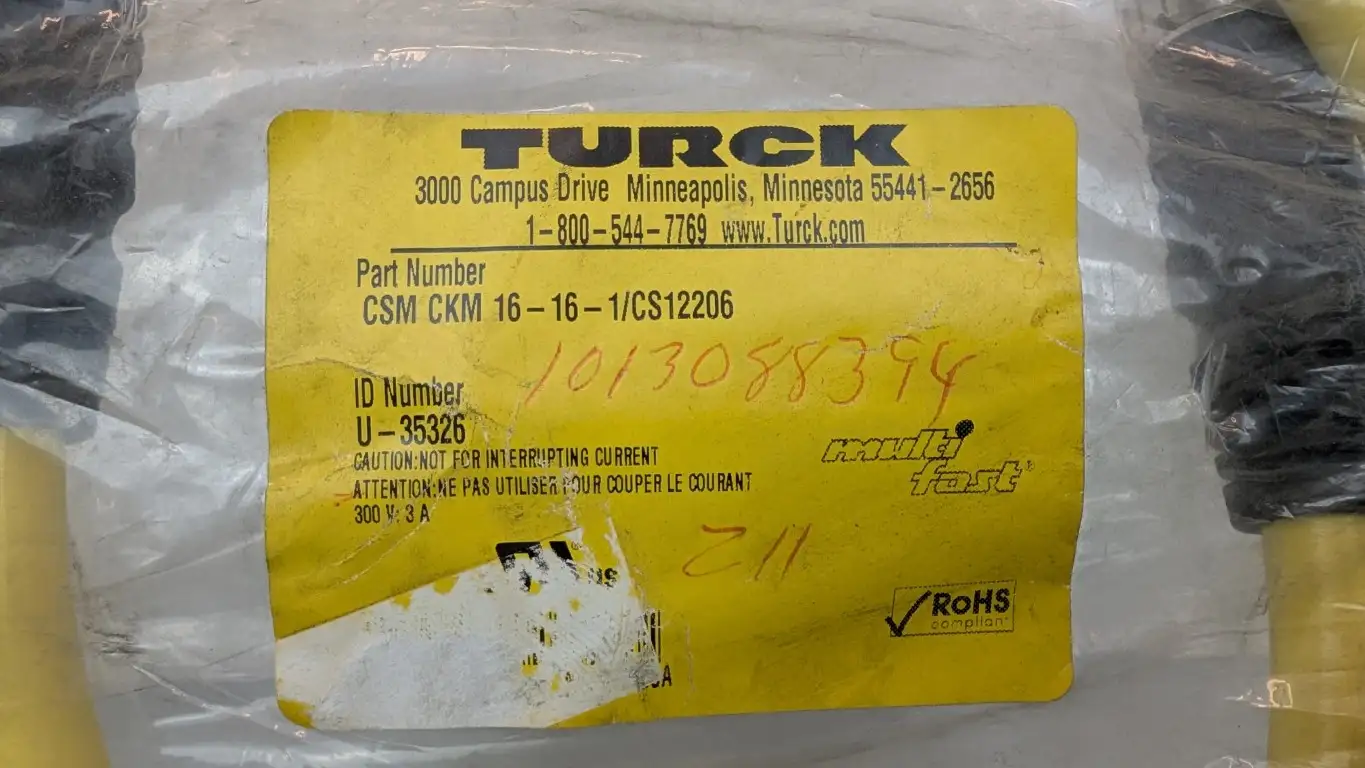 TURCK
3000 Campus Drive Minneapolis, Minnesota 55441-2656
1-800-544-7769 www.Turck.com
Part Number
CSM CKM 16-16-1/CS12206
1013088394
ID Number
U-35326
CAUTION:NOT FOR INTERRUPTING CURRENT
ATTENTION:NE PAS UTILISER POUR COUPER LE COURANT
300 V: 3 A
multi
fast®
211
US
RoHS
compliant